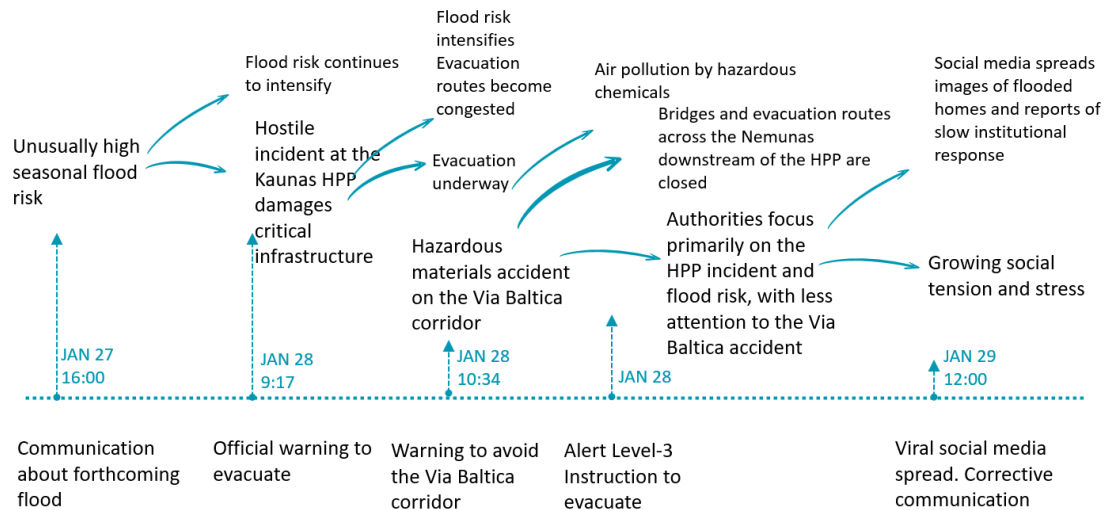 Flood risk continues
to intensify
Flood risk
intensifies
Evacuation
routes become
congested
Air pollution by hazardous
chemicals
Social media spreads
images of flooded
homes and reports of
slow institutional
response
Unusually high
seasonal flood
risk
Hostile
incident at the
Kaunas HPP
damages
critical
infrastructure
Evacuation
underway
Bridges and evacuation routes
across the Nemunas
downstream of the HPP are
closed
Hazardous
materials accident
on the Via Baltica
corridor
Authorities focus
primarily on the
HPP incident and
flood risk, with less
attention to the Via
Baltica accident
Growing social
tension and stress
JAN 27
16:00
JAN 28
9:17
JAN 28
10:34
JAN 28
JAN 29
12:00
Communication
about forthcoming
flood
Official warning to
evacuate
Warning to avoid
the Via Baltica
corridor
Alert Level-3
Instruction to
evacuate
Viral social media
spread. Corrective
communication